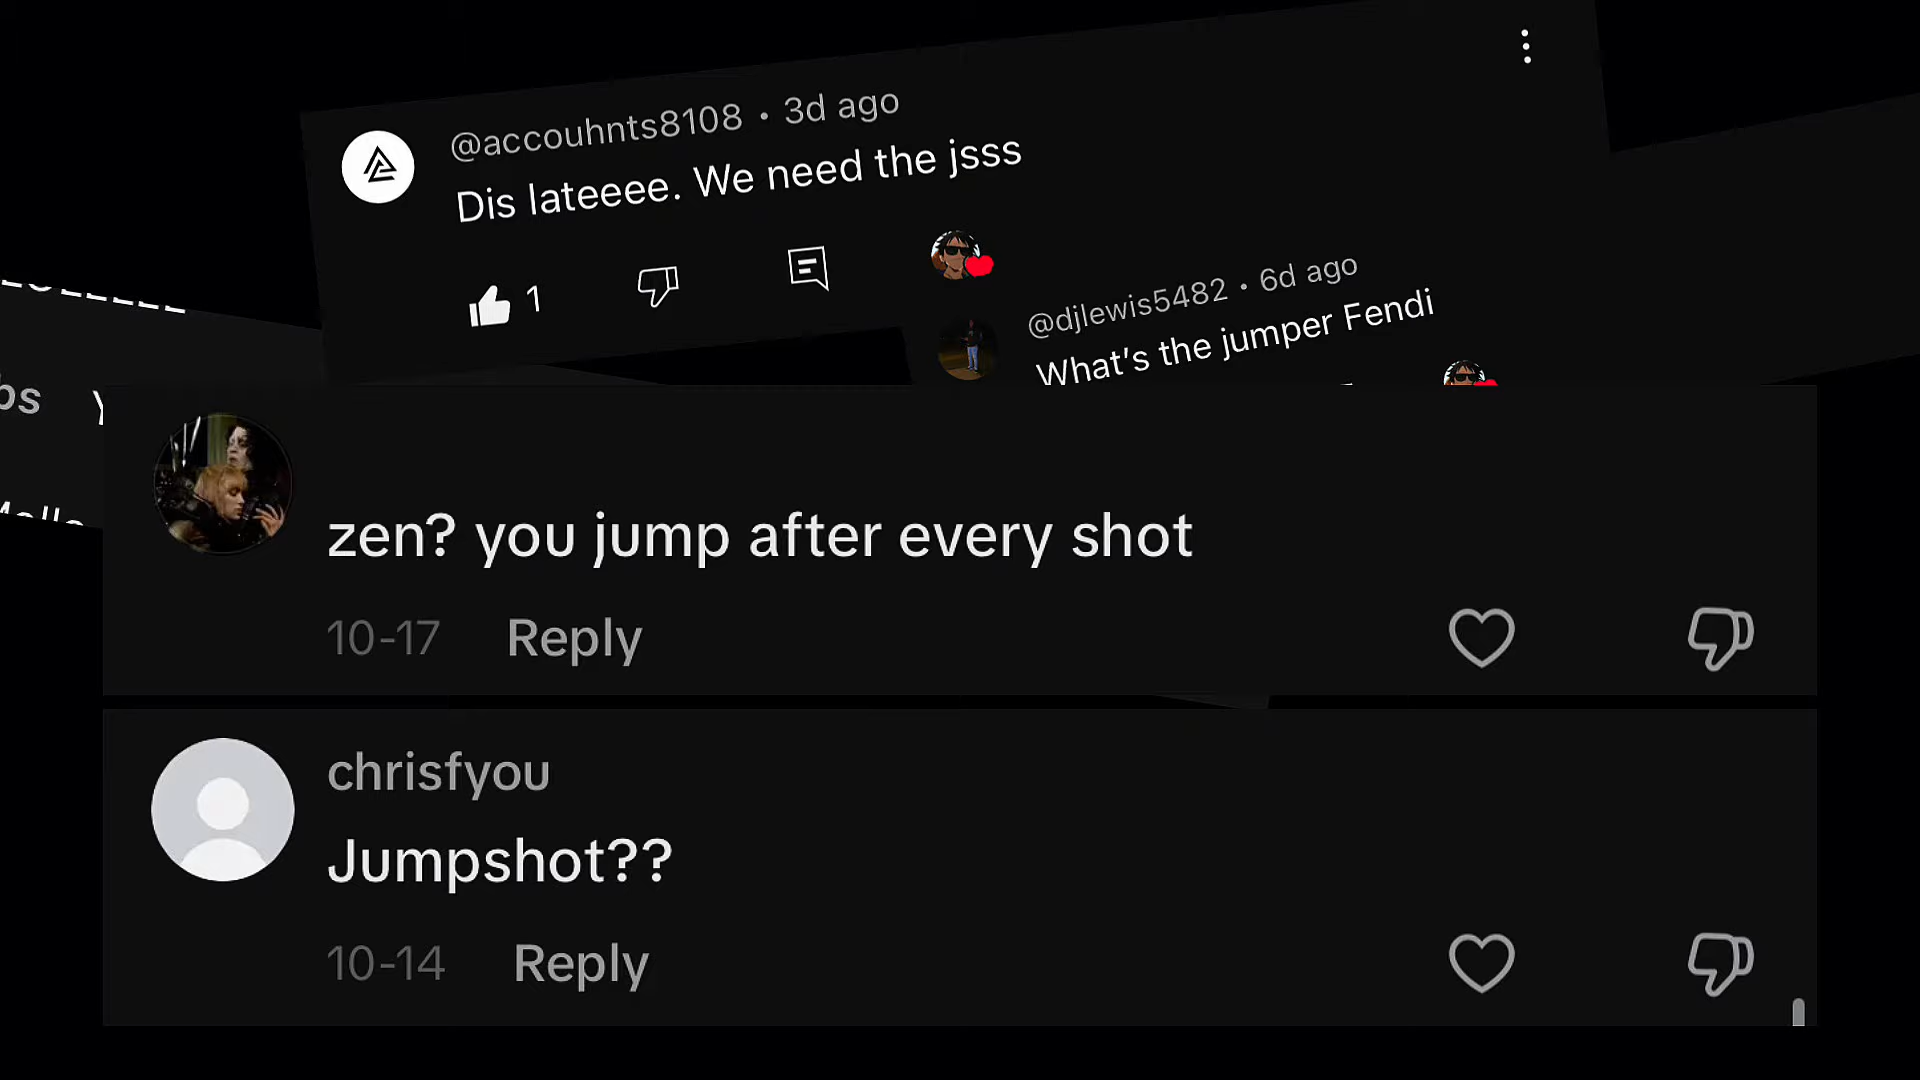 @accouhnts8108 • 3d ago
Dis lateeee. We need the jsss
1
@djlewis5482 • 6d ago
What's the jumper Fendi
zen? you jump after every shot
10-17 Reply
chrisfyou
Jumpshot??
10-14 Reply